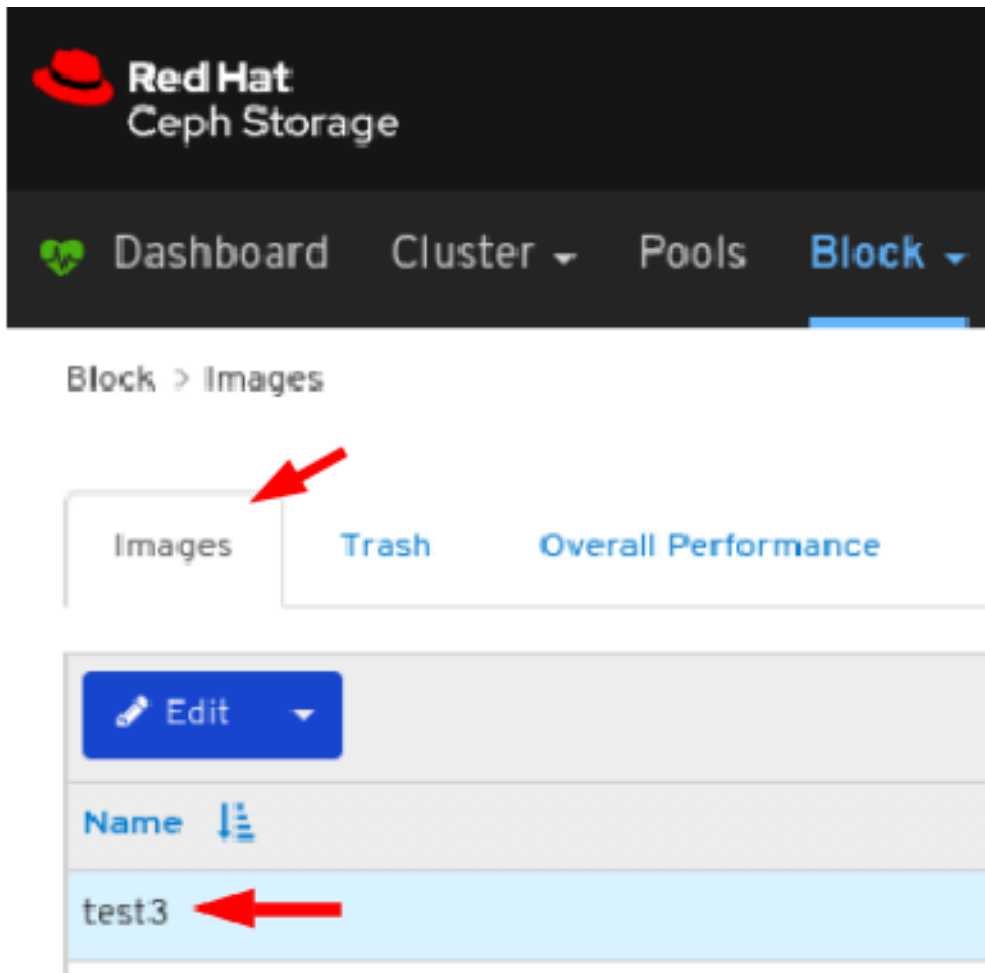 Red Hat
Ceph Storage
Dashboard Cluster Pools Block
Block > Images
Images Trash Overall Performance
Edit
Name
test3